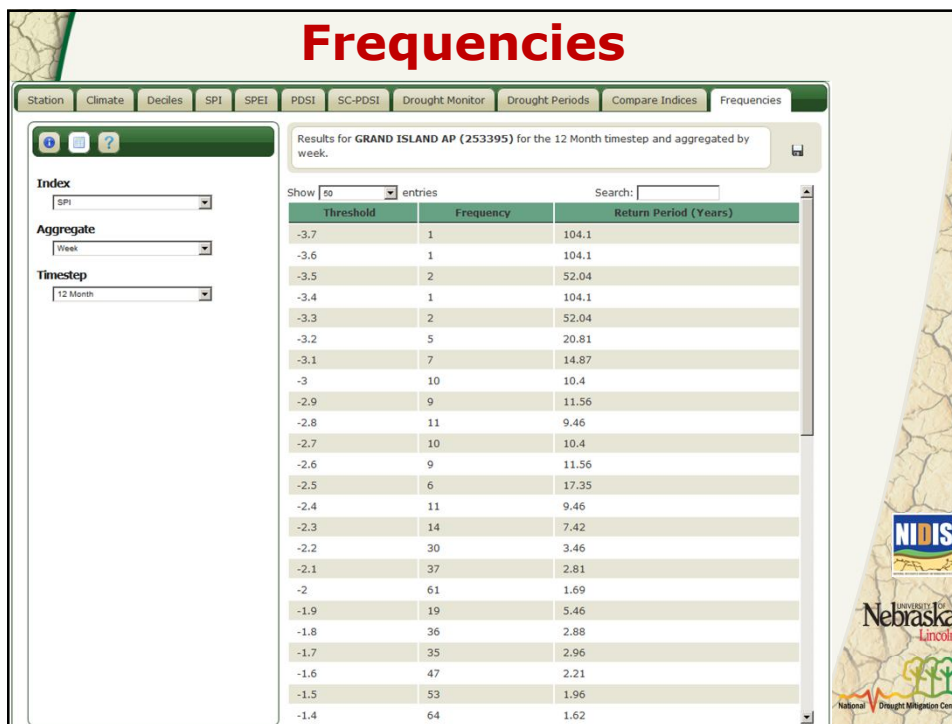 Frequencies
Station Climate Deciles SPI SPEI PDSI SC-PDSI Drought Monitor Drought Periods Compare Indices Frequencies
Results for GRAND ISLAND AP (253395) for the 12 Month timestep and aggregated by
week.
Index
SPI
Aggregate
Week
Timestep
12 Month
Show 50 entries Search:
Threshold Frequency Return Period (Years)
-3.7 1 104.1
-3.6 1 104.1
-3.5 2 52.04
-3.4 1 104.1
-3.3 2 52.04
-3.2 5 20.81
-3.1 7 14.87
-3 10 10.4
-2.9 9 11.56
-2.8 11 9.46
-2.7 10 10.4
-2.6 9 11.56
-2.5 6 17.35
-2.4 11 9.46
-2.3 14 7.42
-2.2 30 3.46
-2.1 37 2.81
-2 61 1.69
-1.9 19 5.46
-1.8 36 2.88
-1.7 35 2.96
-1.6 47 2.21
-1.5 53 1.96
-1.4 64 1.62
NIDIS
UNIVERSITY OF
Nebraska
Lincoln
National Drought Mitigation Cen